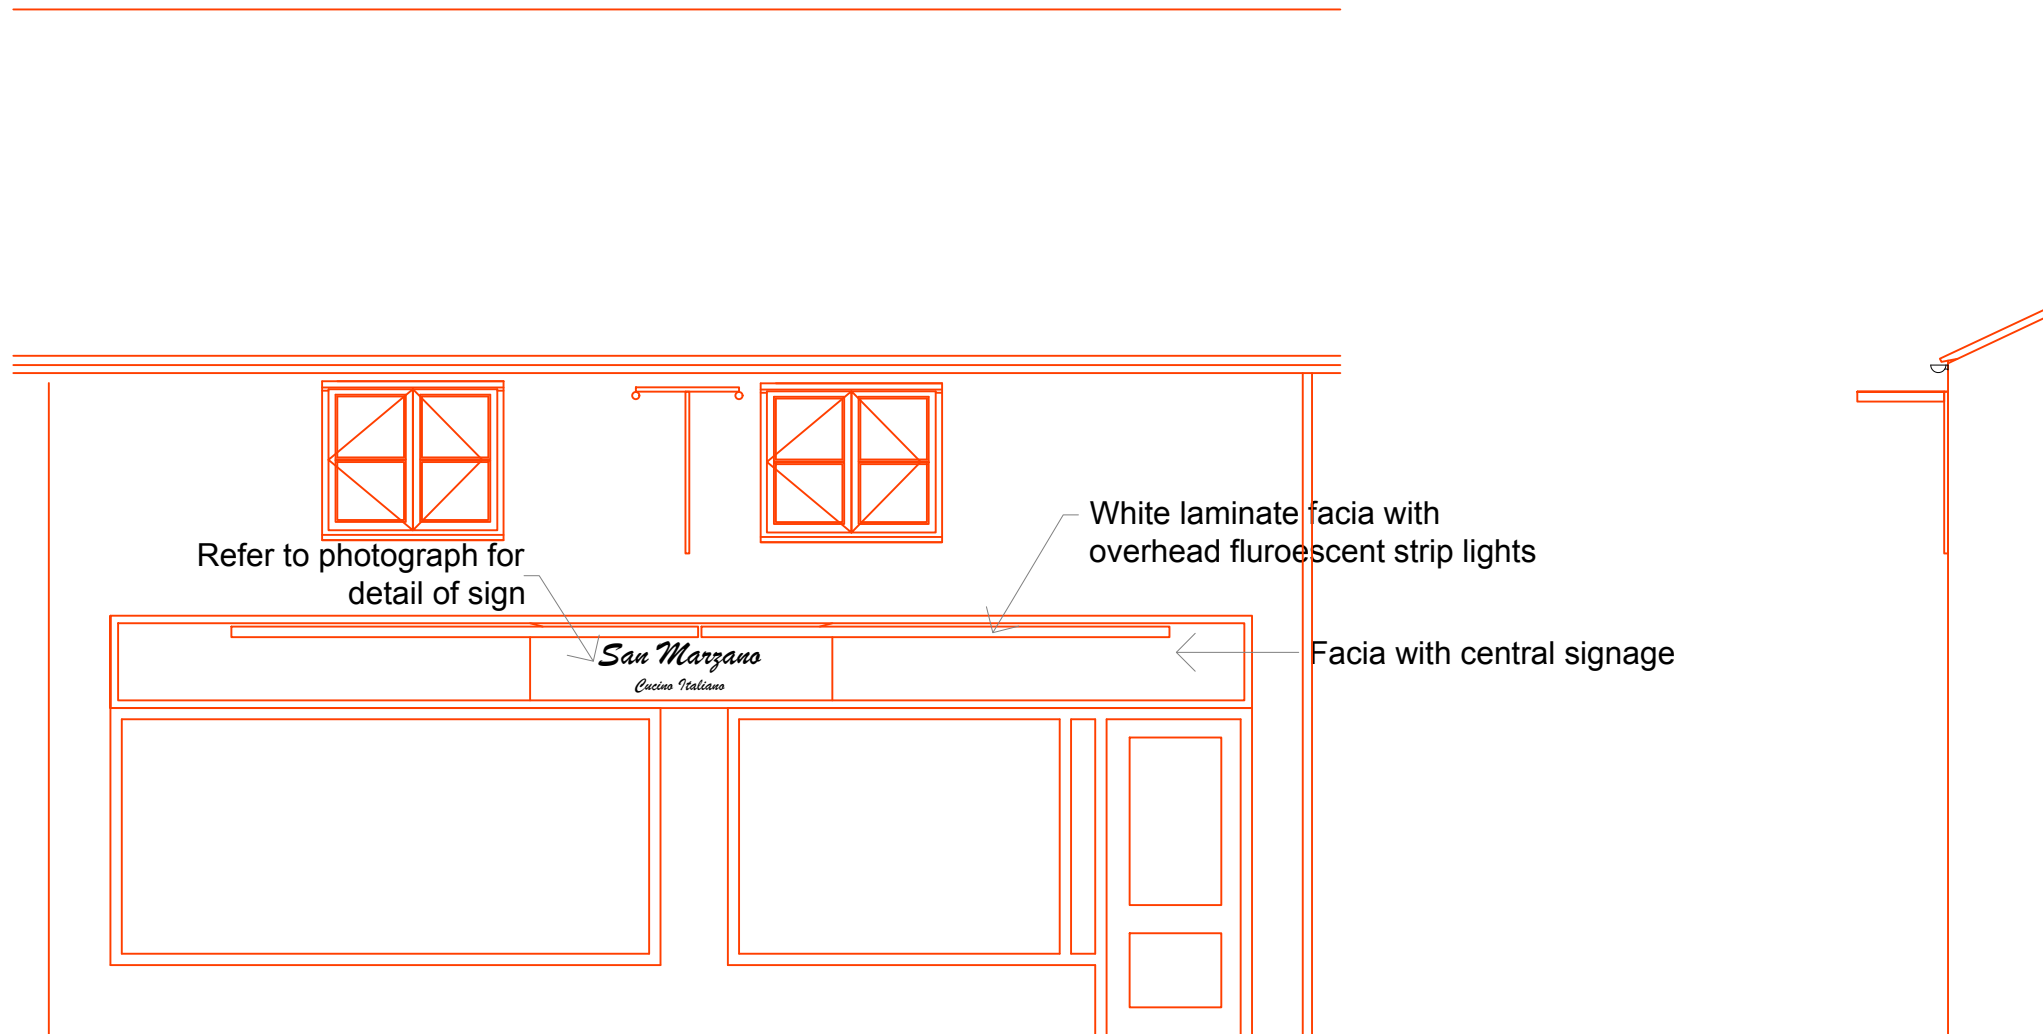 White laminate facia with
overhead fluroescent strip lights
Refer to photograph for
detail of sign
San Marzano
Cucino Italiano
Facia with central signage